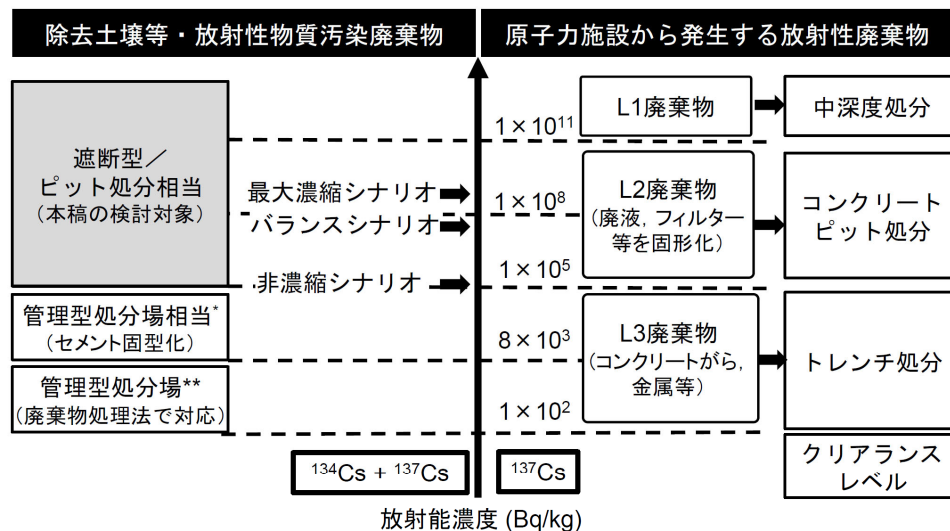 除去土壌等・放射性物質汚染廃棄物
原子力施設から発生する放射性廃棄物
遮断型／
ピット処分相当
(本稿の検討対象)
管理型処分場相当*
(セメント固型化)
管理型処分場**
(廃棄物処理法で対応)
最大濃縮シナリオ
バランスシナリオ
非濃縮シナリオ
1×10¹¹
1×10⁸
1×10⁵
8×10³
1×10²
L1廃棄物
L2廃棄物
(廃液, フィルター
等を固形化)
L3廃棄物
(コンクリートがら,
金属等)
中深度処分
コンクリート
ピット処分
トレンチ処分
クリアランス
レベル
¹³⁴Cs + ¹³⁷Cs
¹³⁷Cs
放射能濃度 (Bq/kg)